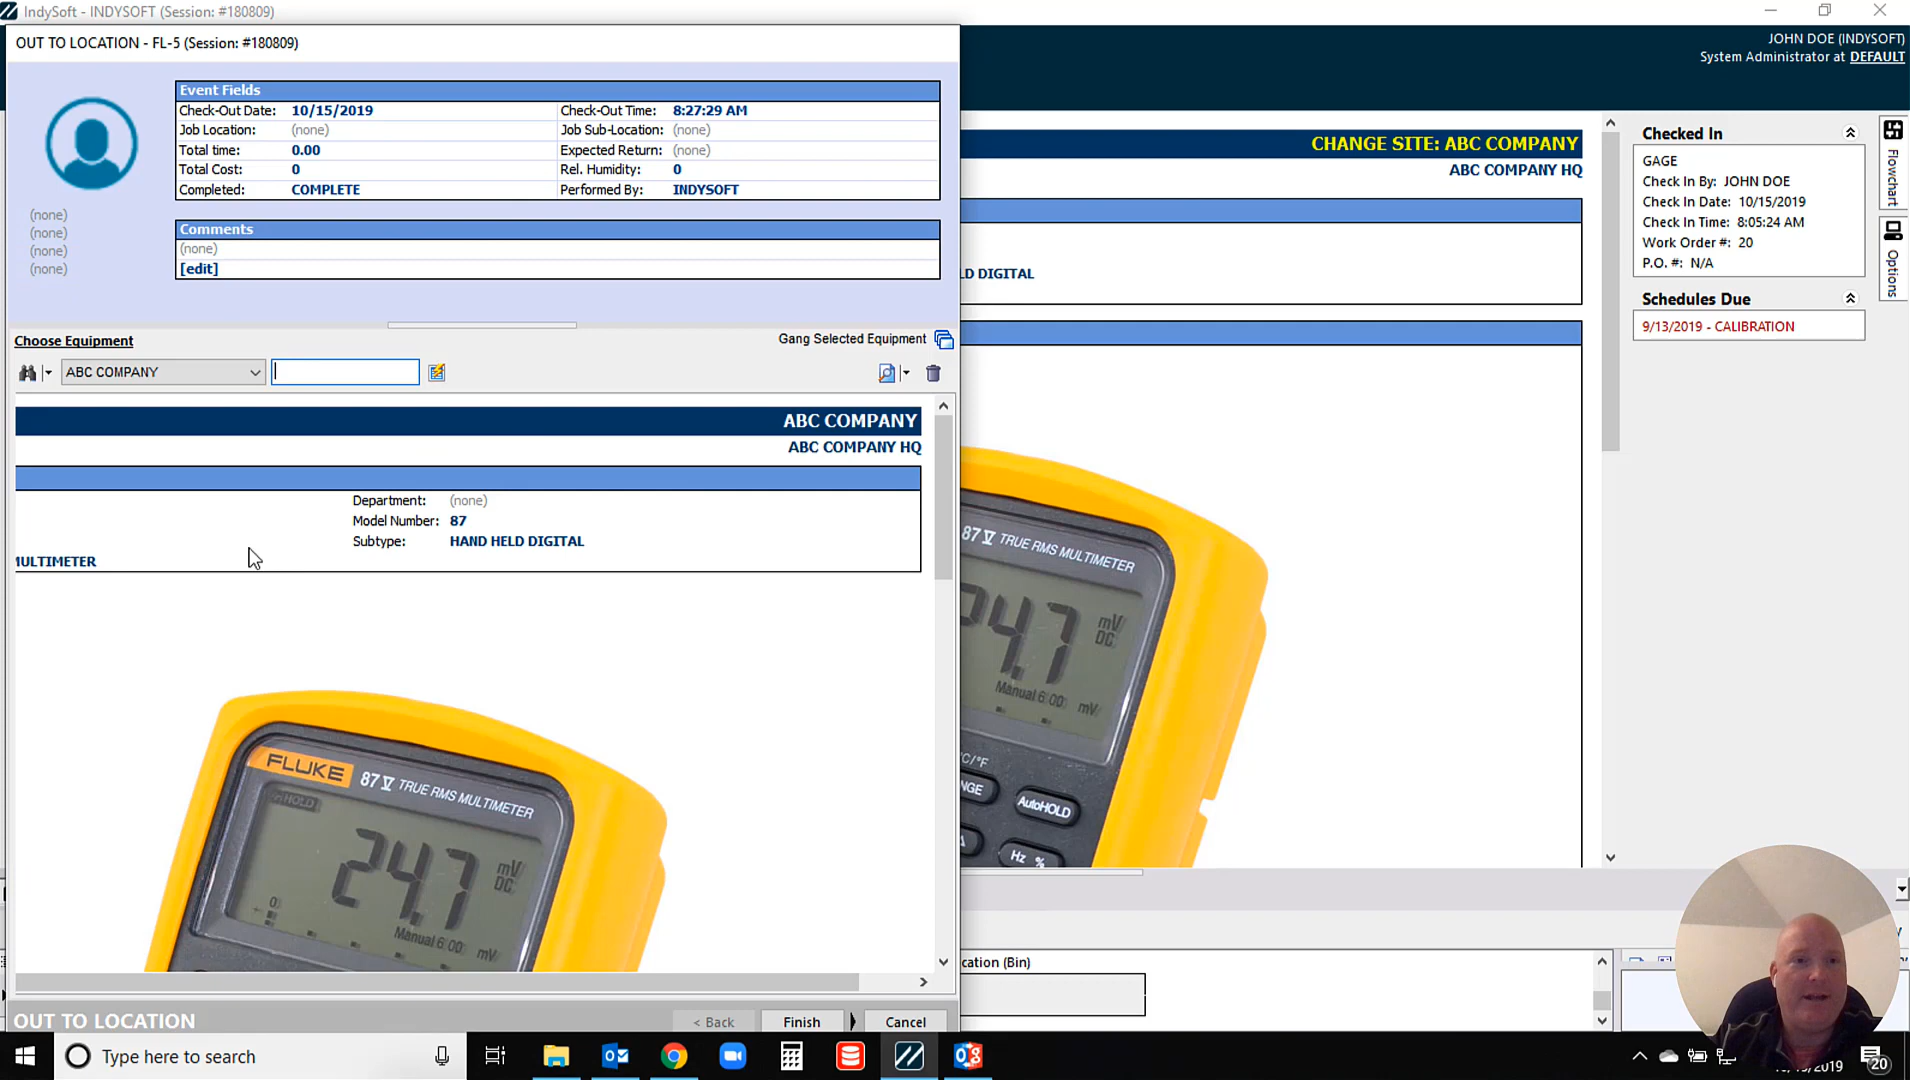 IndySoft - INDYSOFT (Session: #180809)
OUT TO LOCATION - FL-5 (Session: #180809)
JOHN DOE (INDYSOFT)
System Administrator at DEFAULT
Event Fields
Check-Out Date: 10/15/2019 Check-Out Time: 8:27:29 AM
Job Location: (none) Job Sub-Location: (none)
Total time: 0.00 Expected Return: (none)
Total Cost: 0 Rel. Humidity: 0
Completed: COMPLETE Performed By: INDYSOFT
(none)
(none)
(none)
(none)
Comments
(none)
[edit]
Choose Equipment
Gang Selected Equipment
ABC COMPANY
ABC COMPANY
ABC COMPANY HQ
Department: (none)
Model Number: 87
Subtype: HAND HELD DIGITAL
MULTIMETER
FLUKE 87 V TRUE RMS MULTIMETER
HOLD
24.7 mV DC
0
Manual 6.00 mV
OUT TO LOCATION
< Back Finish Cancel
CHANGE SITE: ABC COMPANY
ABC COMPANY HQ
LD DIGITAL
87 V TRUE RMS MULTIMETER
24.7 mV DC
Manual 6.00 mV
°C/°F
NGE AutoHOLD
Hz %
cation (Bin)
Checked In
GAGE
Check In By: JOHN DOE
Check In Date: 10/15/2019
Check In Time: 8:05:24 AM
Work Order #: 20
P.O. #: N/A
Schedules Due
9/13/2019 - CALIBRATION
Flowchart
Options
Type here to search
20